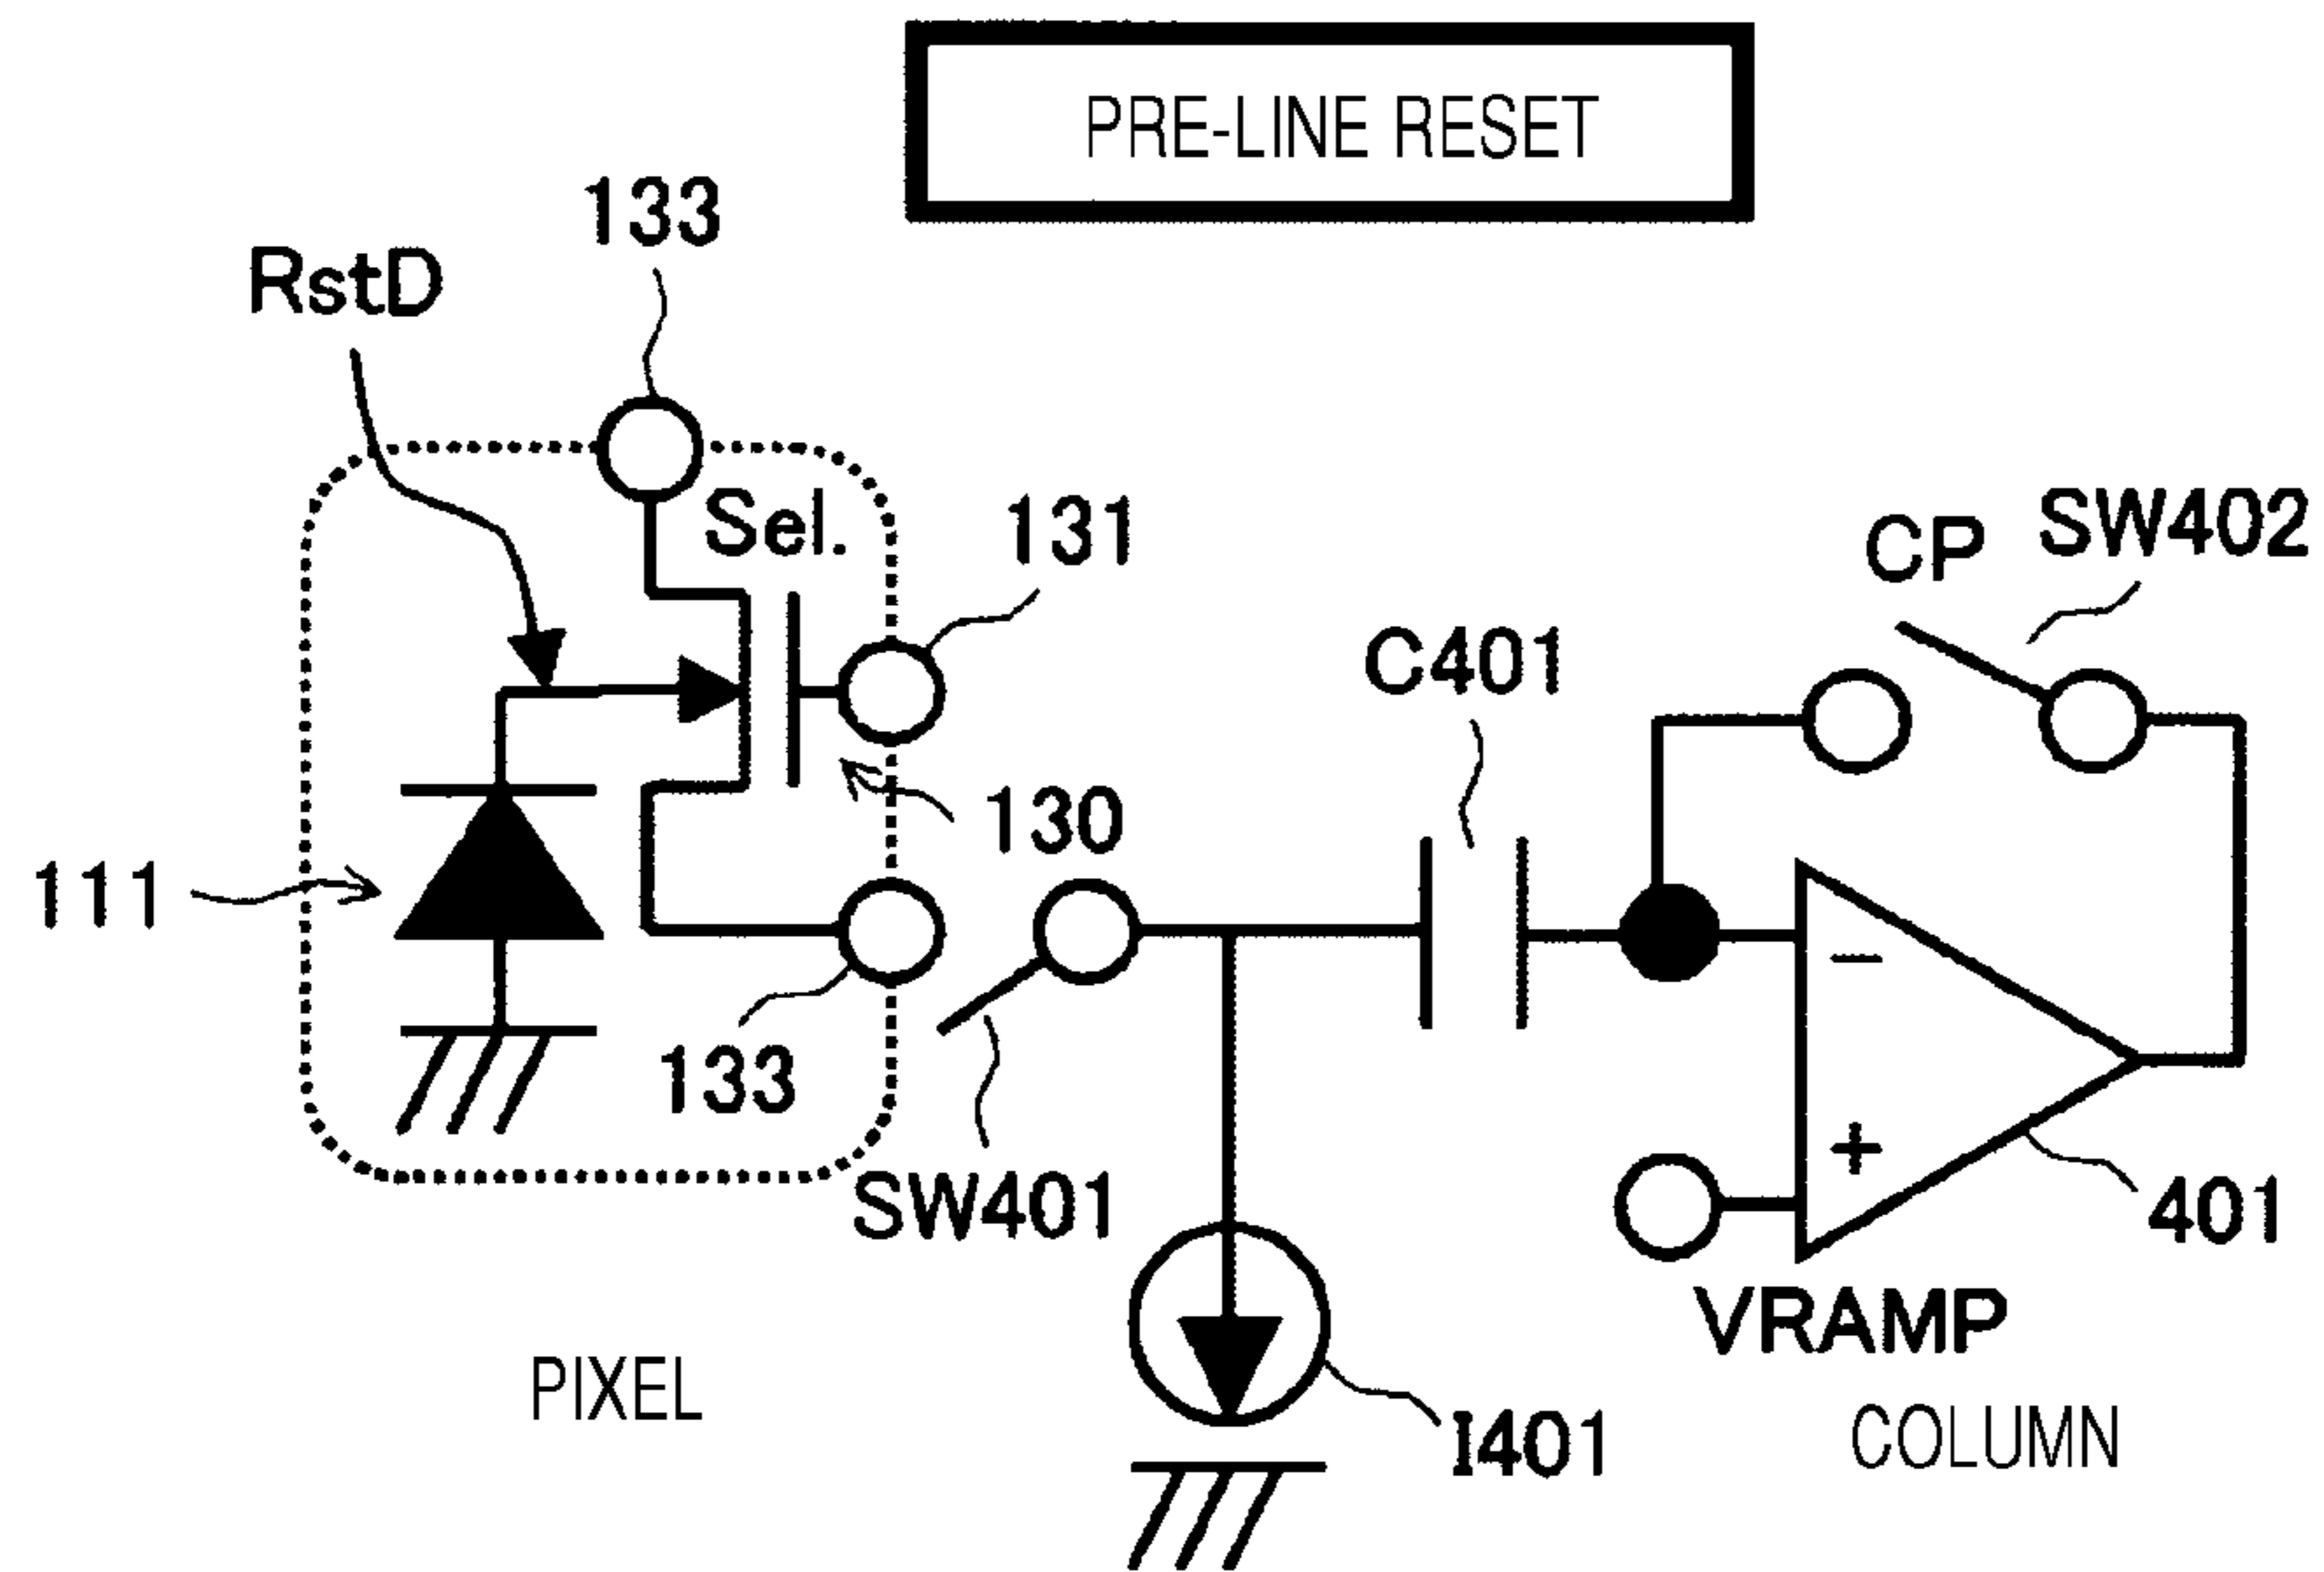 PRE-LINE RESET
133
RstD
Sel.
131
CP
SW402
C401
130
111
−
133
+
SW401
401
VRAMP
PIXEL
I401
COLUMN